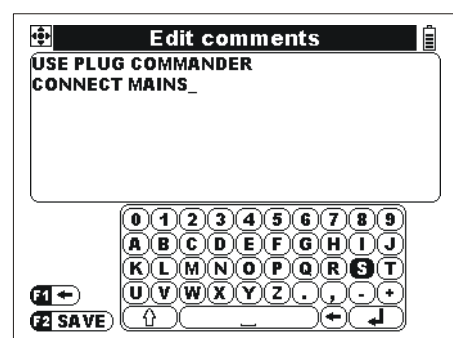 Edit comments
USE PLUG COMMANDER
CONNECT MAINS_
0 1 2 3 4 5 6 7 8 9
A B C D E F G H I J
K L M N O P Q R S T
F1 ← U V W X Y Z . , - +
F2 SAVE